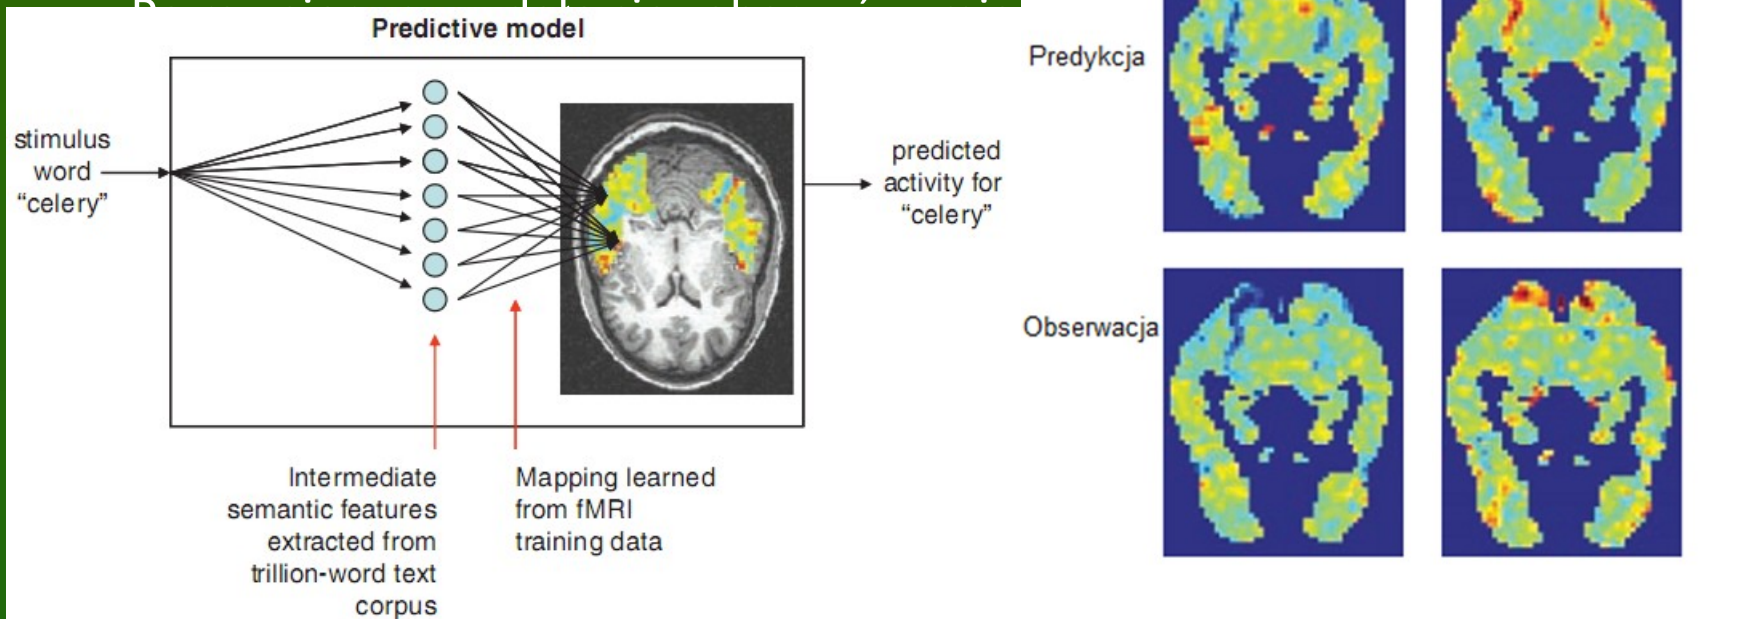 Predictive model
stimulus
word
“celery”
predicted
activity for
“celery”
Intermediate
semantic features
extracted from
trillion-word text
corpus
Mapping learned
from fMRI
training data
Predykcja
Obserwacja